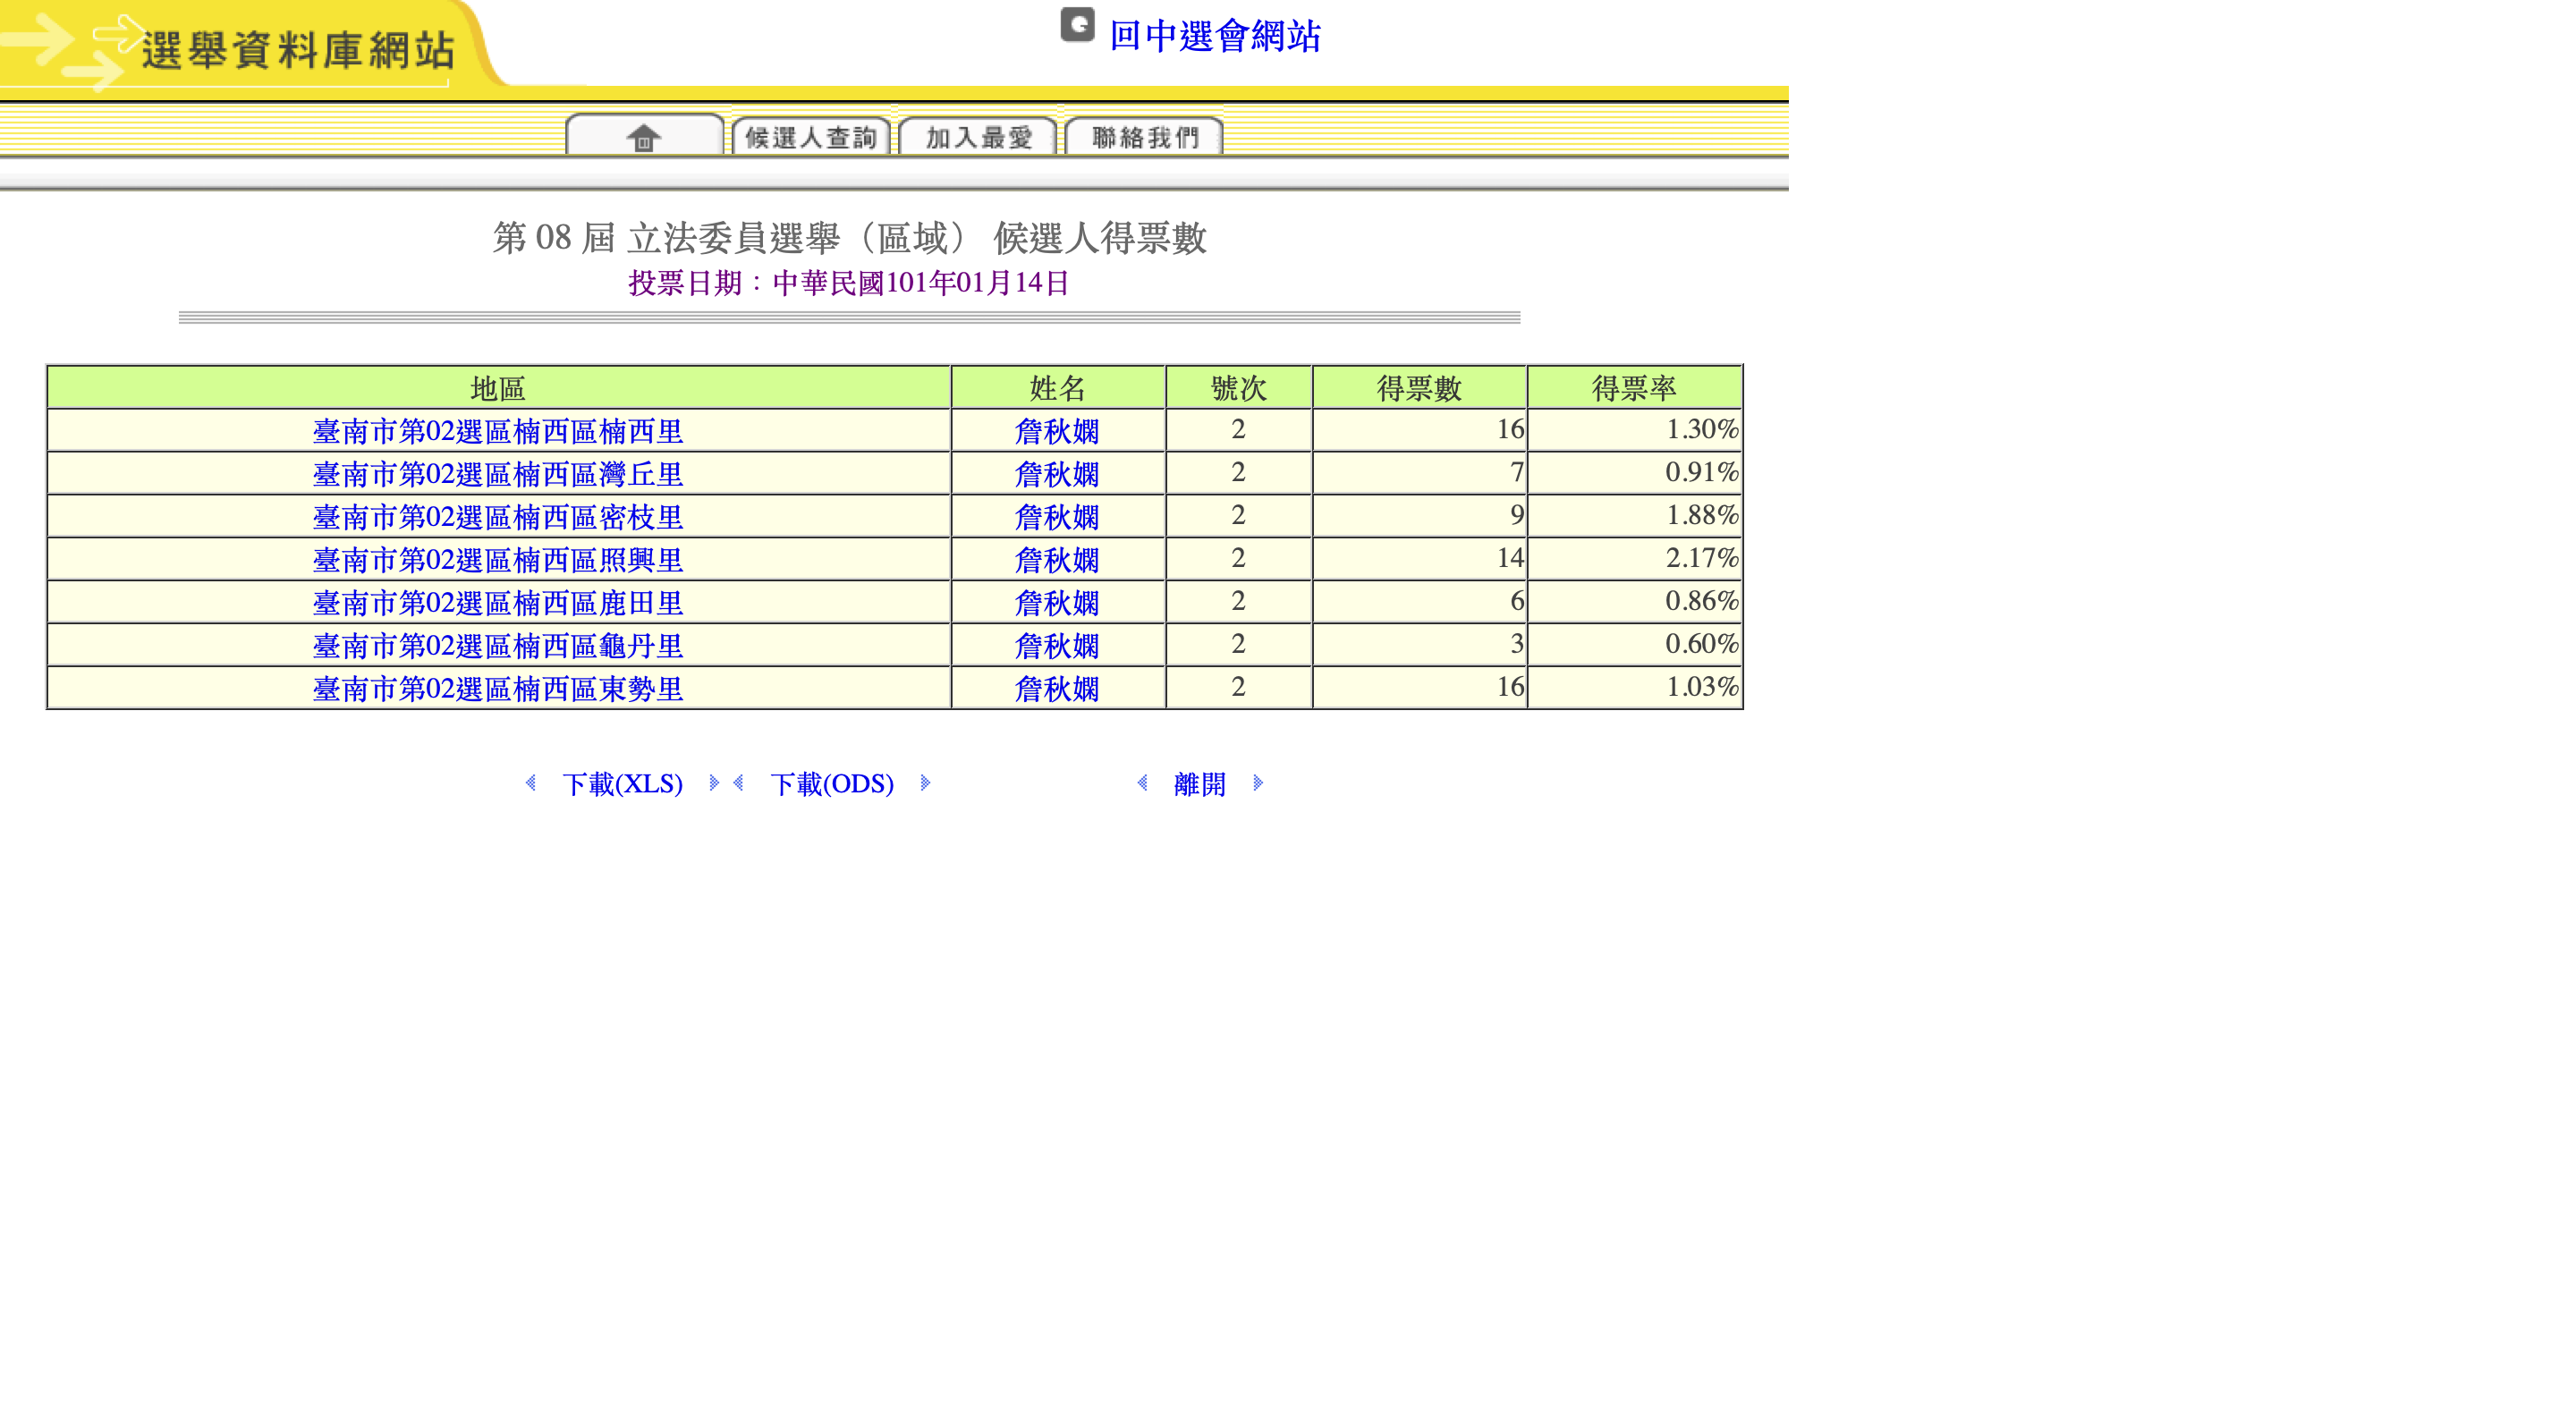 選舉資料庫網站
回中選會網站
候選人查詢 加入最愛 聯絡我們
第 08 屆 立法委員選舉（區域） 候選人得票數
投票日期：中華民國101年01月14日
地區 姓名 號次 得票數 得票率
臺南市第02選區楠西區楠西里 詹秋嫻 2 16 1.30%
臺南市第02選區楠西區灣丘里 詹秋嫻 2 7 0.91%
臺南市第02選區楠西區密枝里 詹秋嫻 2 9 1.88%
臺南市第02選區楠西區照興里 詹秋嫻 2 14 2.17%
臺南市第02選區楠西區鹿田里 詹秋嫻 2 6 0.86%
臺南市第02選區楠西區龜丹里 詹秋嫻 2 3 0.60%
臺南市第02選區楠西區東勢里 詹秋嫻 2 16 1.03%
下載(XLS) 下載(ODS) 離開